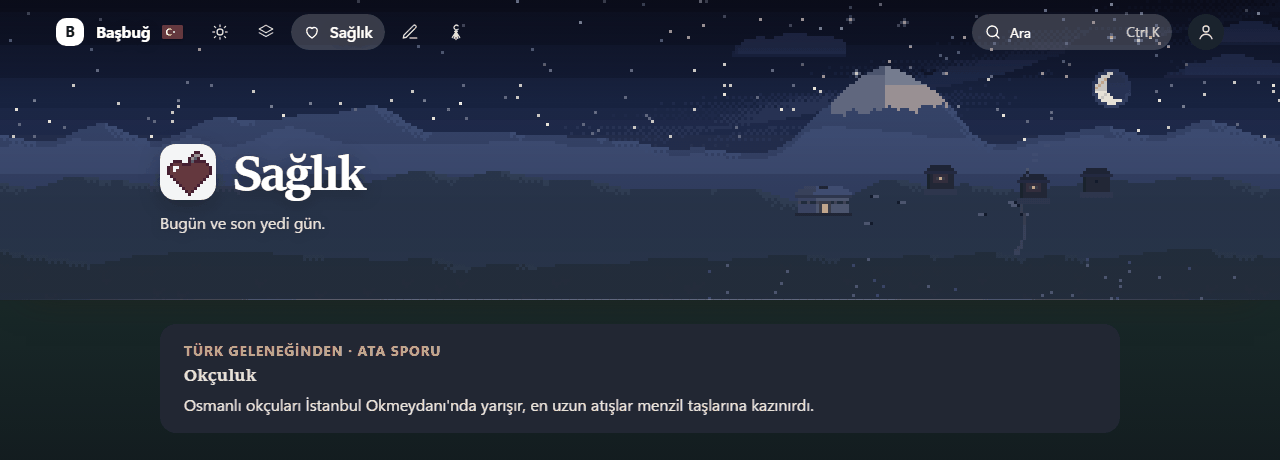 B Başbuğ Sağlık Ara Ctrl K
Sağlık
Bugün ve son yedi gün.
TÜRK GELENEĞİNDEN · ATA SPORU
Okçuluk
Osmanlı okçuları İstanbul Okmeydanı'nda yarışır, en uzun atışlar menzil taşlarına kazınırdı.